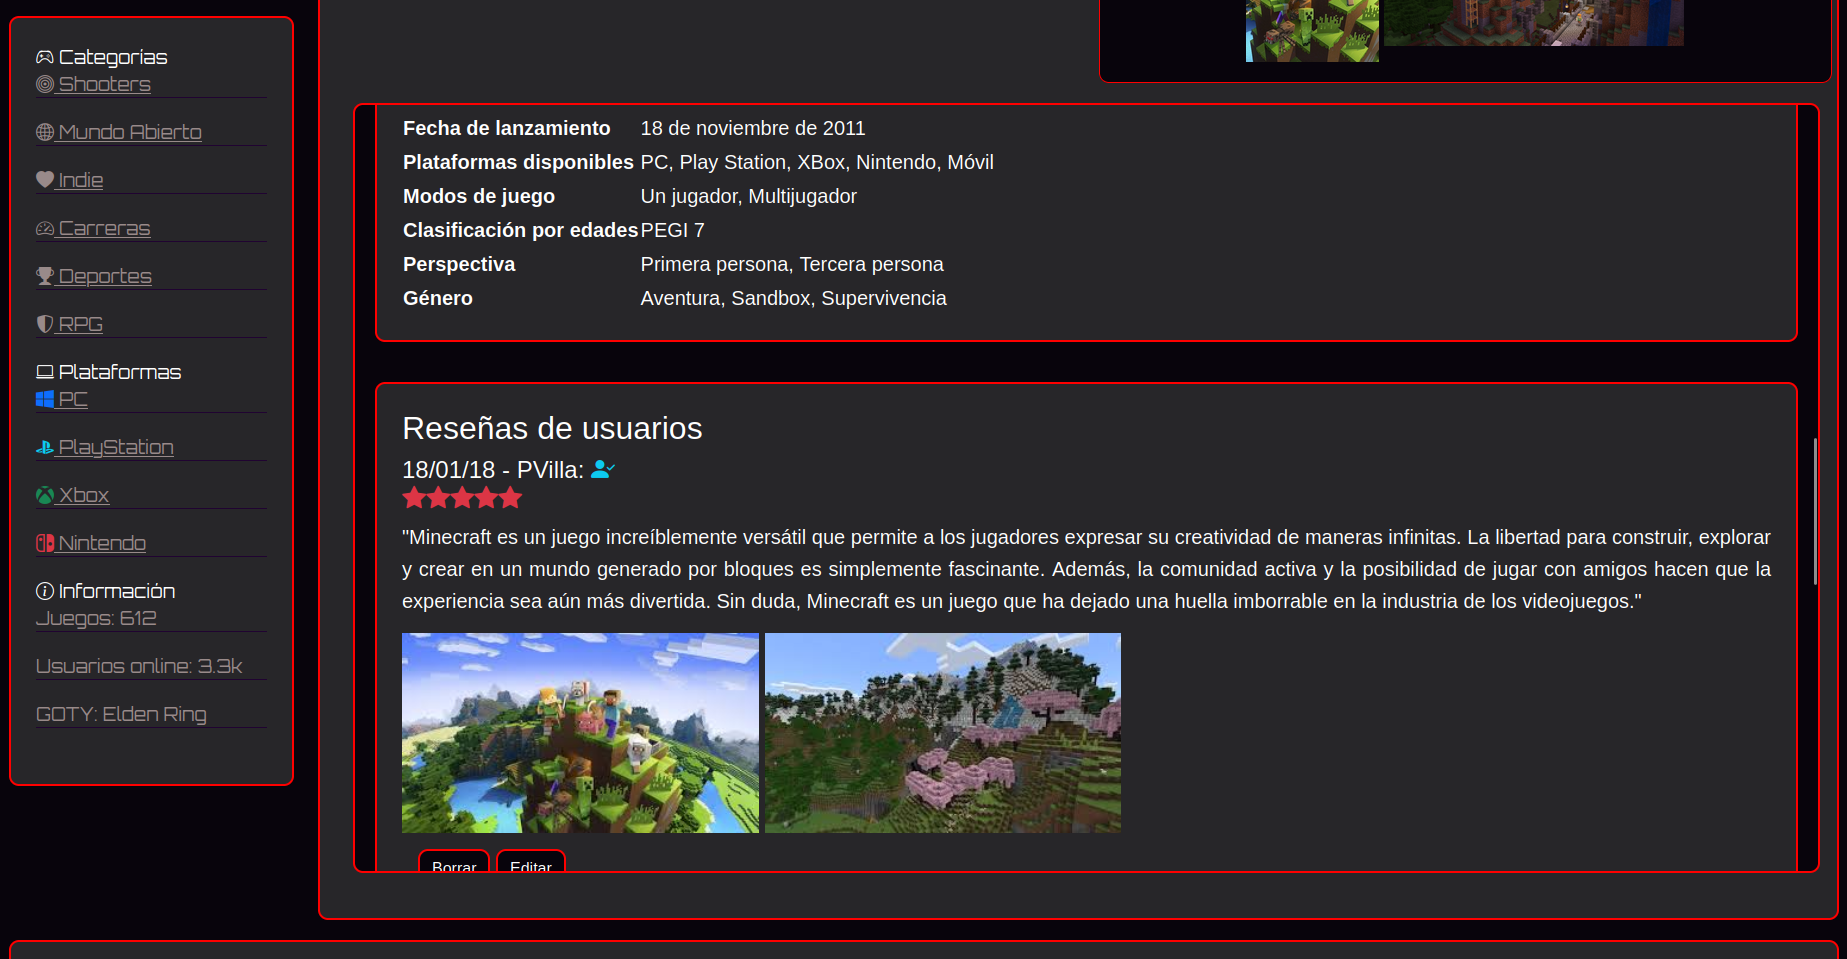 Categorías
Shooters
Mundo Abierto
Indie
Carreras
Deportes
RPG
Plataformas
PC
PlayStation
Xbox
Nintendo
Información
Juegos: 612
Usuarios online: 3.3k
GOTY: Elden Ring
Fecha de lanzamiento 18 de noviembre de 2011
Plataformas disponibles PC, Play Station, XBox, Nintendo, Móvil
Modos de juego Un jugador, Multijugador
Clasificación por edades PEGI 7
Perspectiva Primera persona, Tercera persona
Género Aventura, Sandbox, Supervivencia
Reseñas de usuarios
18/01/18 - PVilla:
"Minecraft es un juego increíblemente versátil que permite a los jugadores expresar su creatividad de maneras infinitas. La libertad para construir, explorar
y crear en un mundo generado por bloques es simplemente fascinante. Además, la comunidad activa y la posibilidad de jugar con amigos hacen que la
experiencia sea aún más divertida. Sin duda, Minecraft es un juego que ha dejado una huella imborrable en la industria de los videojuegos."
Borrar Editar